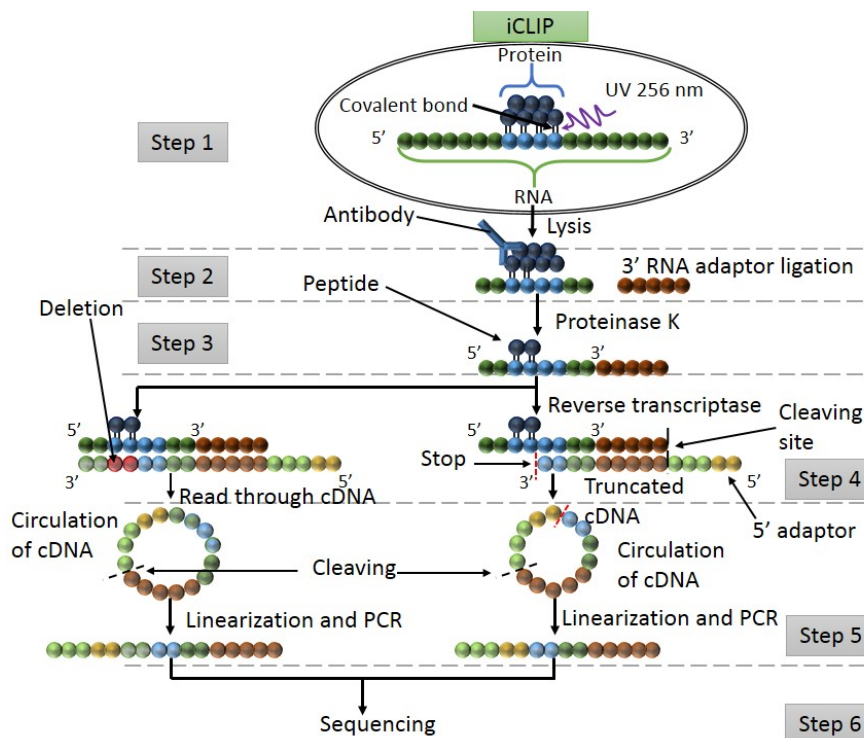 iCLIP
Protein
Covalent bond
UV 256 nm
5’
3’
Step 1
RNA
Antibody
Lysis
Step 2
3’ RNA adaptor ligation
Peptide
Deletion
Proteinase K
Step 3
5’
3’
Reverse transcriptase
Cleaving
site
5’
3’
5’
3’
Stop
3’
5’
3’
5’
Step 4
Read through cDNA
Truncated
cDNA
5’ adaptor
Circulation
of cDNA
Circulation
of cDNA
Cleaving
Linearization and PCR
Linearization and PCR
Step 5
Sequencing
Step 6